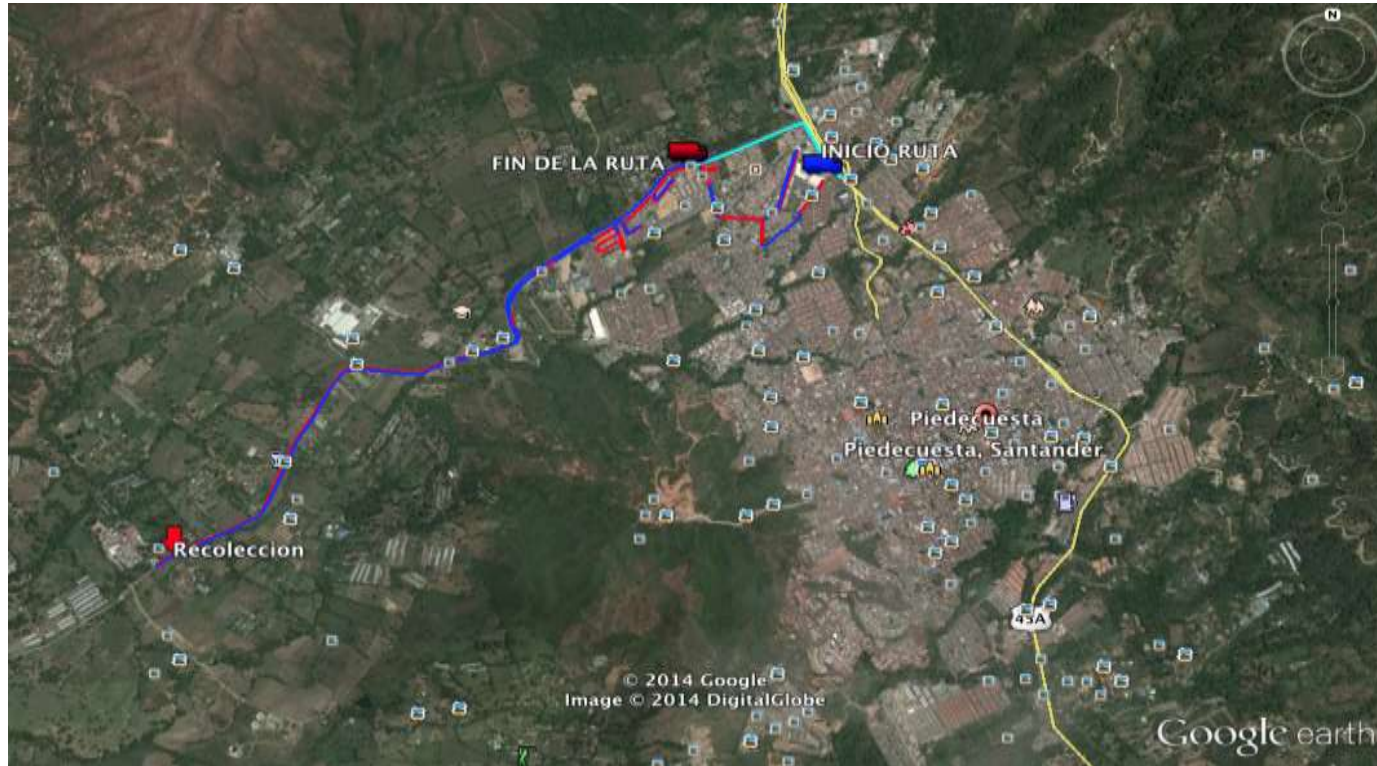 N
INICIO RUTA
FIN DE LA RUTA
Piedecuesta
Piedecuesta, Santander
Recoleccion
45A
© 2014 Google
Image © 2014 DigitalGlobe
Google earth